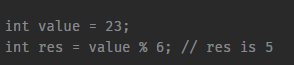 int value = 23;
int res = value % 6; // res is 5